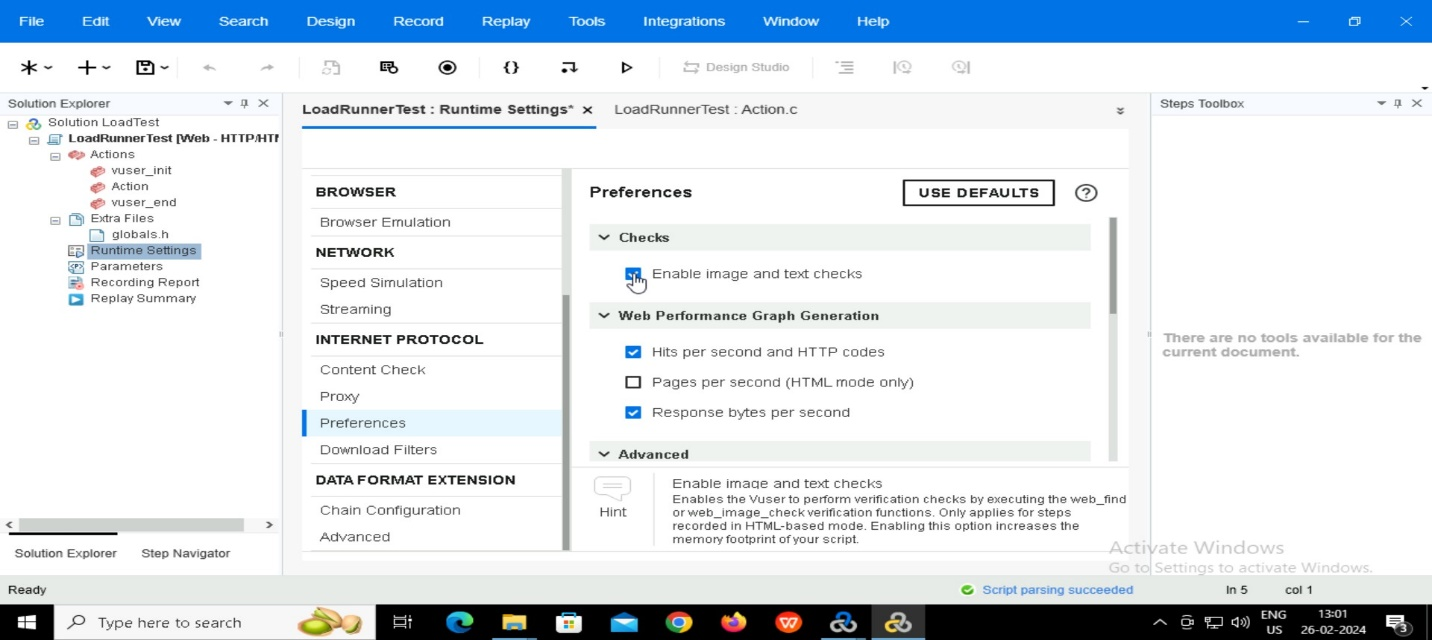 File Edit View Search Design Record Replay Tools Integrations Window Help
Design Studio
Solution Explorer
LoadRunnerTest : Runtime Settings* LoadRunnerTest : Action.c
Steps Toolbox
Solution LoadTest
LoadRunnerTest [Web - HTTP/HTM
Actions
vuser_init
Action
vuser_end
Extra Files
globals.h
Runtime Settings
Parameters
Recording Report
Replay Summary
Solution Explorer Step Navigator
BROWSER
Browser Emulation
NETWORK
Speed Simulation
Streaming
INTERNET PROTOCOL
Content Check
Proxy
Preferences
Download Filters
DATA FORMAT EXTENSION
Chain Configuration
Advanced
Preferences
USE DEFAULTS
Checks
Enable image and text checks
Web Performance Graph Generation
Hits per second and HTTP codes
Pages per second (HTML mode only)
Response bytes per second
Advanced
Hint
Enable image and text checks
Enables the Vuser to perform verification checks by executing the web_find
or web_image_check verification functions. Only applies for steps
recorded in HTML-based mode. Enabling this option increases the
memory footprint of your script.
There are no tools available for the
current document.
Activate Windows
Go to Settings to activate Windows.
Ready
Script parsing succeeded
ln 5 col 1
Type here to search
ENG
US
13:01
26-02-2024
3